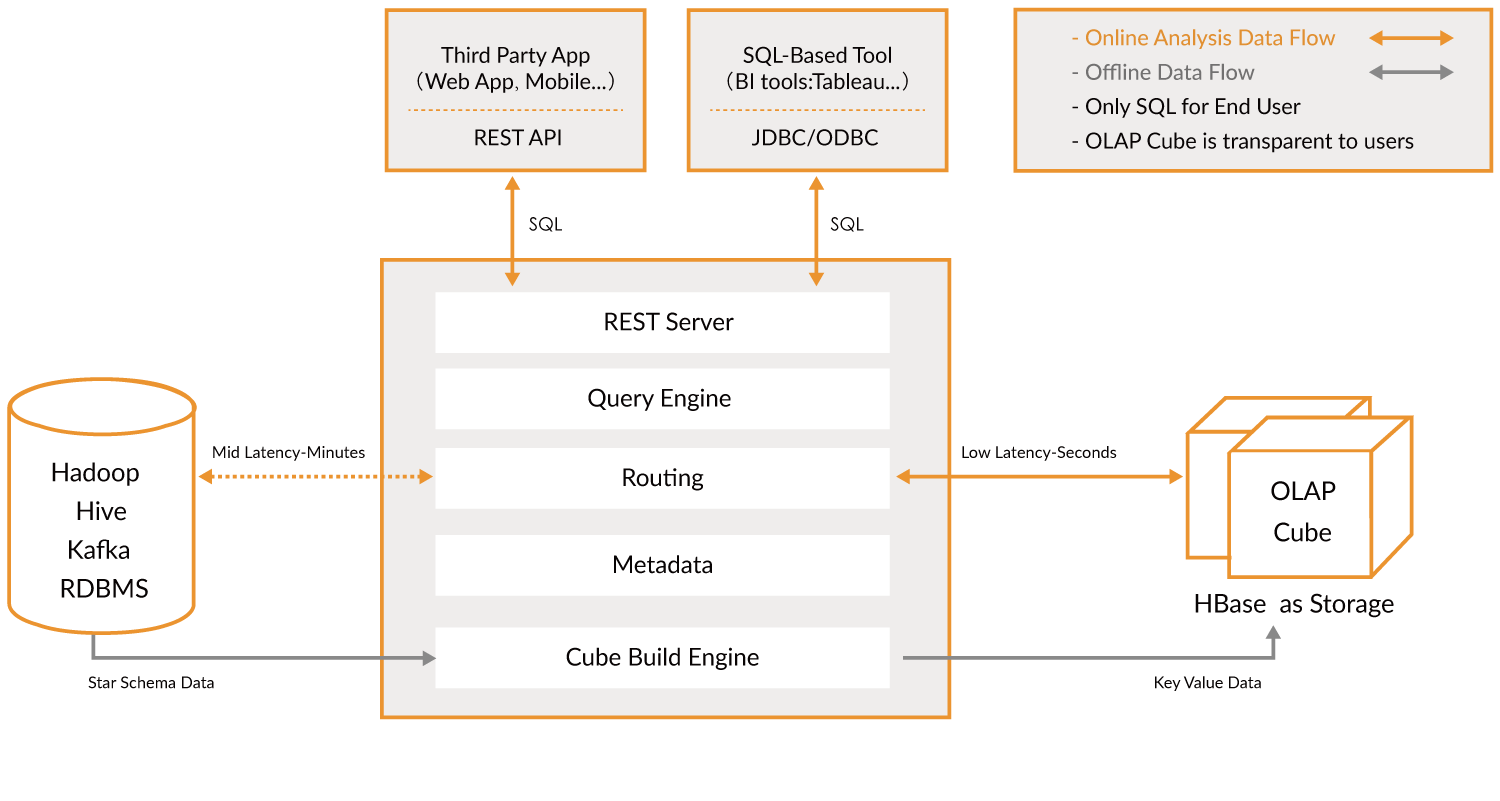 Third Party App
（Web App, Mobile...）
REST API
SQL-Based Tool
（BI tools:Tableau...）
JDBC/ODBC
- Online Analysis Data Flow
- Offline Data Flow
- Only SQL for End User
- OLAP Cube is transparent to users
SQL
SQL
REST Server
Query Engine
Routing
Metadata
Cube Build Engine
Mid Latency-Minutes
Low Latency-Seconds
Hadoop
Hive
Kafka
RDBMS
OLAP
Cube
HBase as Storage
Star Schema Data
Key Value Data